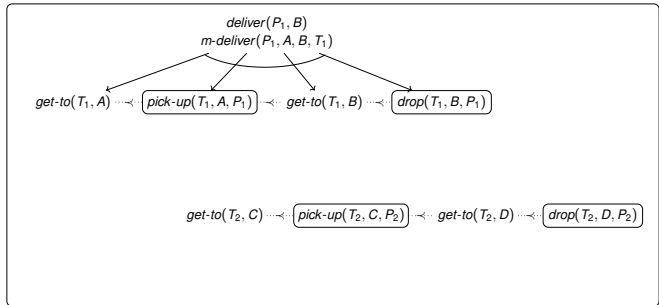 deliver(P₁, B)
m-deliver(P₁, A, B, T₁)
get-to(T₁, A) ≺ pick-up(T₁, A, P₁) ≺ get-to(T₁, B) ≺ drop(T₁, B, P₁)
get-to(T₂, C) ≺ pick-up(T₂, C, P₂) ≺ get-to(T₂, D) ≺ drop(T₂, D, P₂)